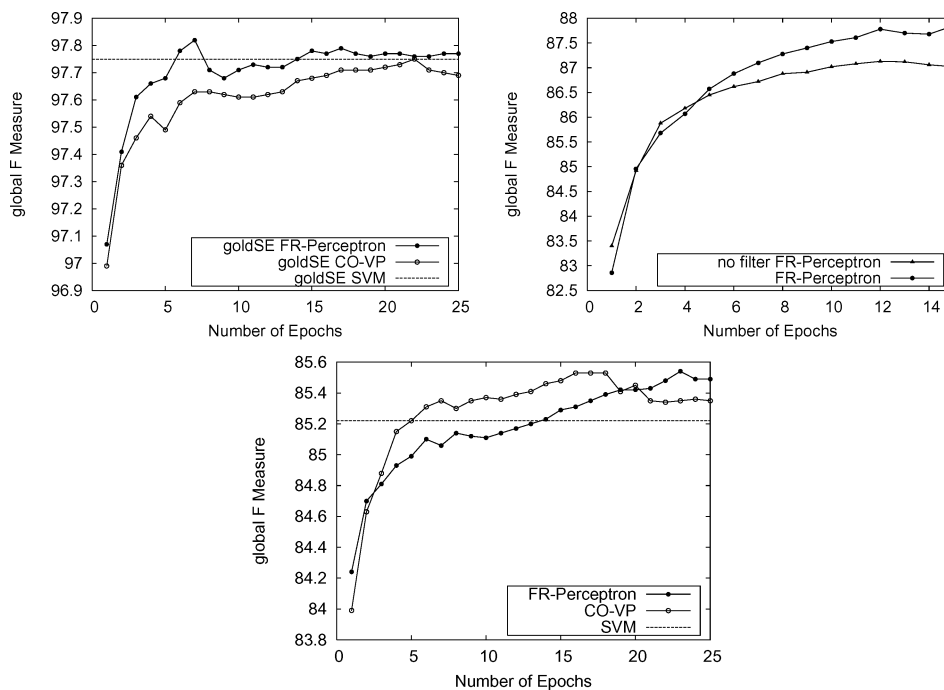 97.9
97.8
97.7
97.6
97.5
97.4
97.3
97.2
97.1
97
96.9
global F Measure
goldSE FR-Perceptron
goldSE CO-VP
goldSE SVM
0 5 10 15 20 25
Number of Epochs
88
87.5
87
86.5
86
85.5
85
84.5
84
83.5
83
82.5
global F Measure
no filter FR-Perceptron
FR-Perceptron
0 2 4 6 8 10 12 14
Number of Epochs
85.6
85.4
85.2
85
84.8
84.6
84.4
84.2
84
83.8
global F Measure
FR-Perceptron
CO-VP
SVM
0 5 10 15 20 25
Number of Epochs